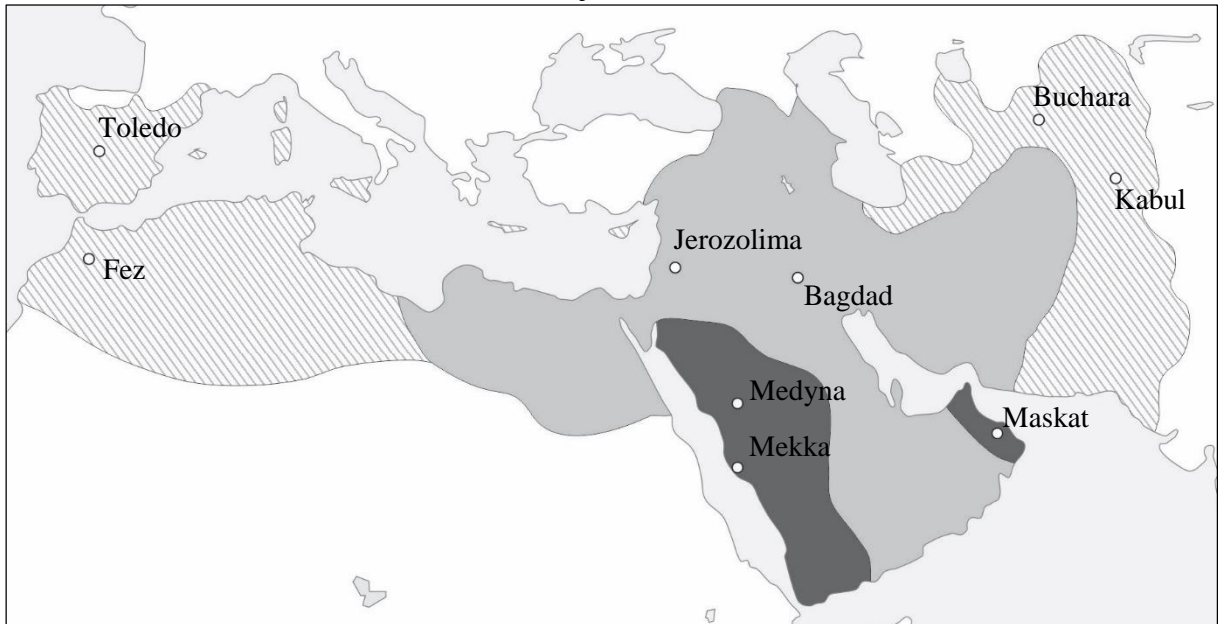 Toledo
Buchara
Kabul
Jerozolima
Fez
Bagdad
Medyna
Maskat
Mekka